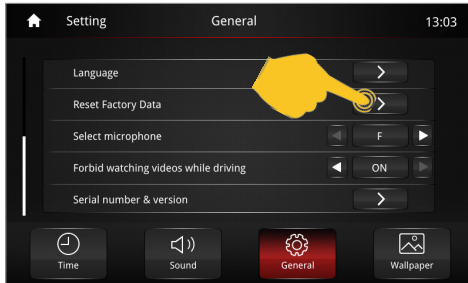 Setting General 13:03
Language
Reset Factory Data
Select microphone F
Forbid watching videos while driving ON
Serial number & version
Time Sound General Wallpaper